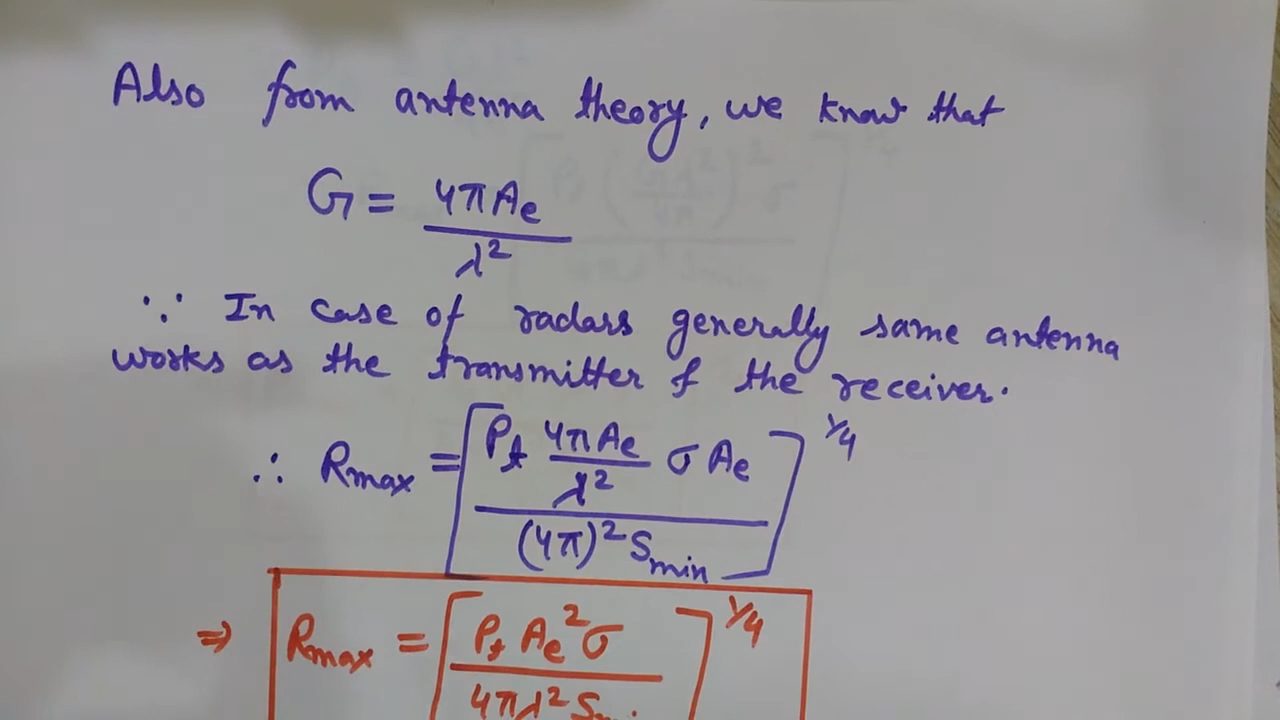 Also from antenna theory, we know that
G = 4πAe / λ²
∵ In case of radars generally same antenna
works as the transmitter & the receiver.
∴ Rmax = [Pt 4πAe/λ² σ Ae / (4π)² Smin]^1/4
⇒ Rmax = [Pt Ae² σ / 4πλ² Smi]^1/4